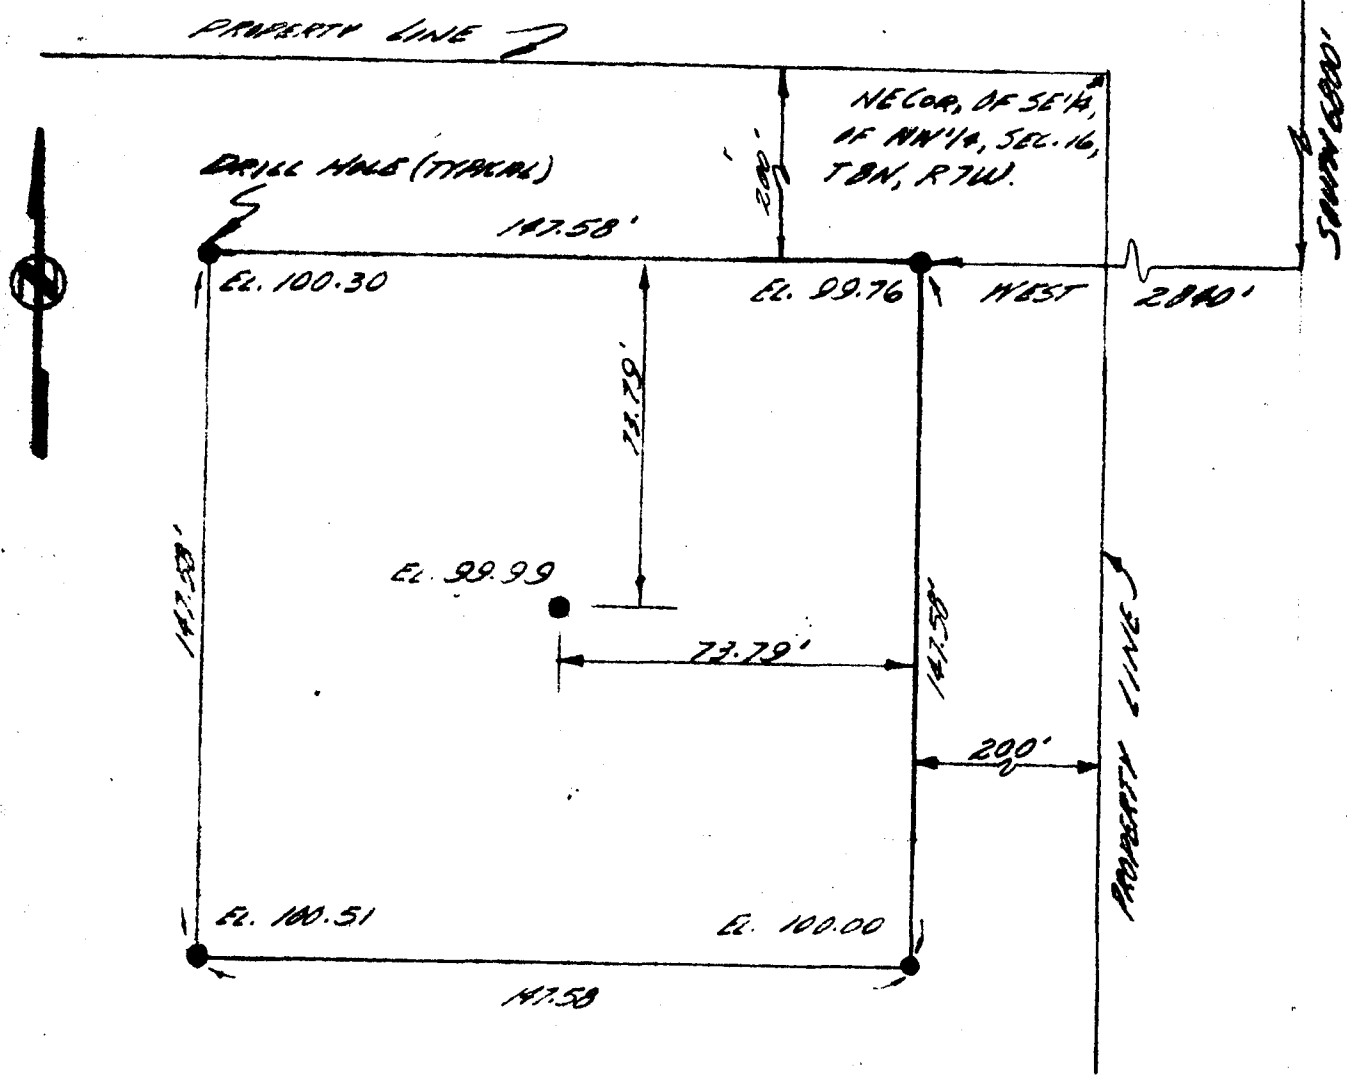 PROPERTY LINE
SOUTH 6800'
NE COR, OF SE 1/4,
OF NW 1/4, SEC. 16,
T8N, R7W.
200'
DRILL HOLE (TYPICAL)
147.58'
N
EL. 100.30
EL. 99.76
WEST 2840'
73.79'
EL. 99.99
147.58'
73.79'
147.58'
200'
PROPERTY LINE
EL. 100.51
EL. 100.00
147.58